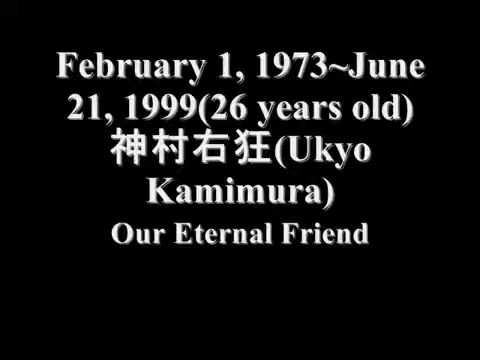 February 1, 1973~June
21, 1999(26 years old)
神村右狂(Ukyo
Kamimura)
Our Eternal Friend